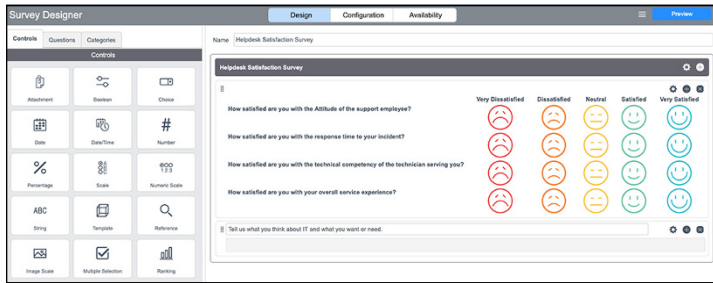 Survey Designer
Design Configuration Availability
Preview
Controls Questions Categories
Controls
Attachment Boolean Choice
Date Date/Time Number
Percentage Scale Numeric Scale
ABC
String Template Reference
Image Scale Multiple Selection Ranking
Name Helpdesk Satisfaction Survey
Helpdesk Satisfaction Survey
Very Dissatisfied Dissatisfied Neutral Satisfied Very Satisfied
How satisfied are you with the Attitude of the support employee?
How satisfied are you with the response time to your incident?
How satisfied are you with the technical competency of the technician serving you?
How satisfied are you with your overall service experience?
Tell us what you think about IT and what you want or need.